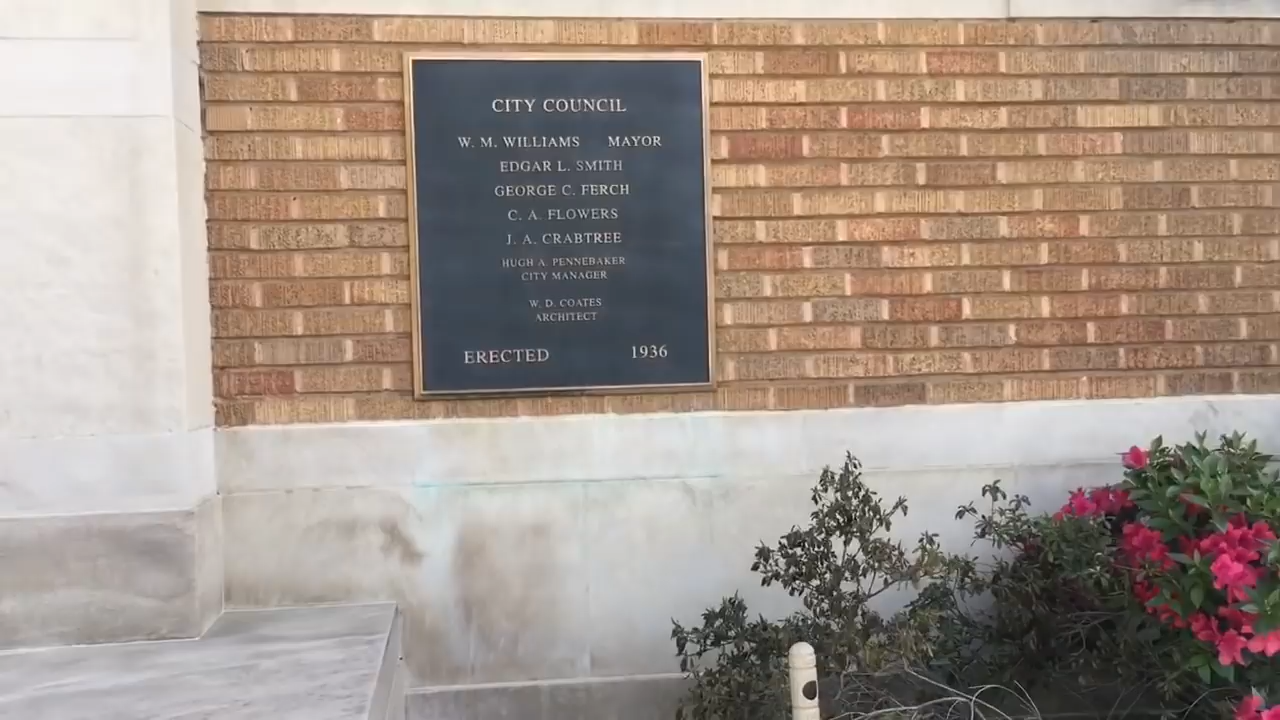 CITY COUNCIL
W. M. WILLIAMS MAYOR
EDGAR L. SMITH
GEORGE C. FERCH
C. A. FLOWERS
J. A. CRABTREE
HUGH A. PENNEBAKER
CITY MANAGER
W. D. COATES
ARCHITECT
ERECTED 1936